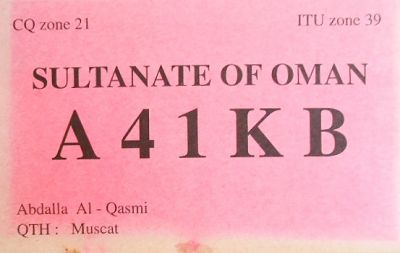 CQ zone 21 ITU zone 39
SULTANATE OF OMAN
A 4 1 K B
Abdalla Al - Qasmi
QTH : Muscat